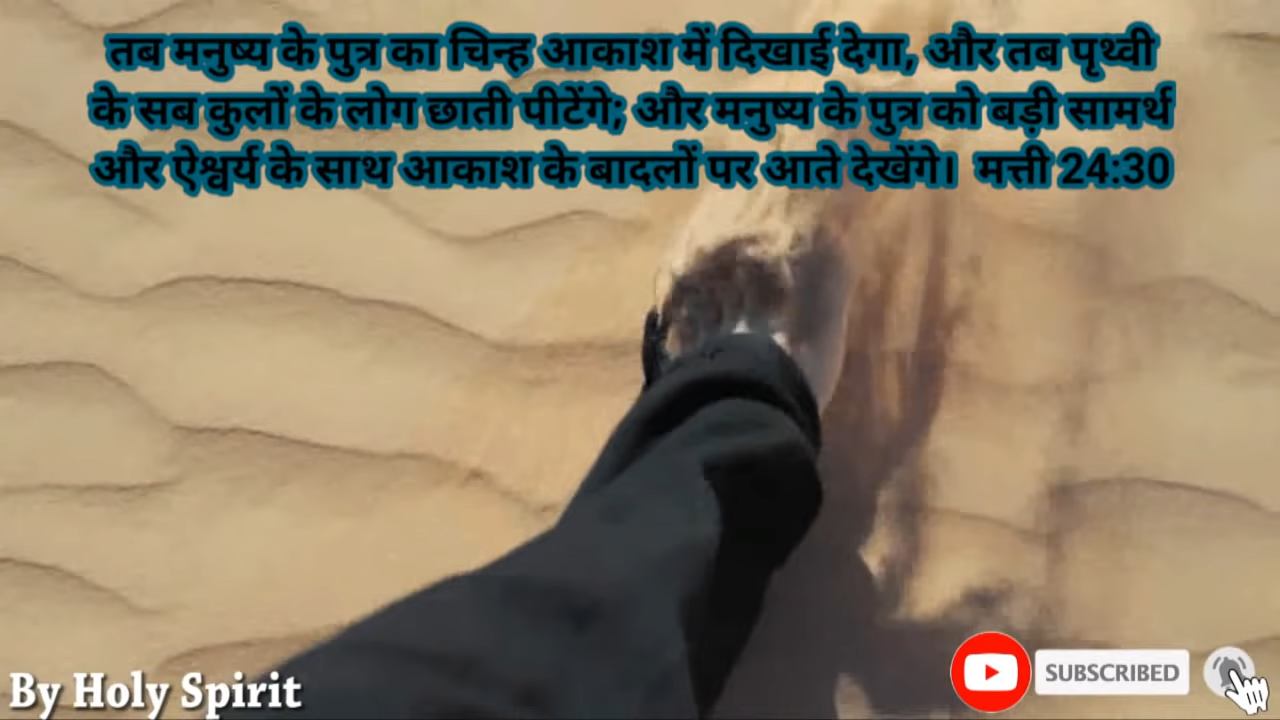 तब मनुष्य के पुत्र का चिन्ह आकाश में दिखाई देगा, और तब पृथ्वी
के सब कुलों के लोग छाती पीटेंगे; और मनुष्य के पुत्र को बड़ी सामर्थ
और ऐश्वर्य के साथ आकाश के बादलों पर आते देखेंगे। मत्ती 24:30
By Holy Spirit
SUBSCRIBED